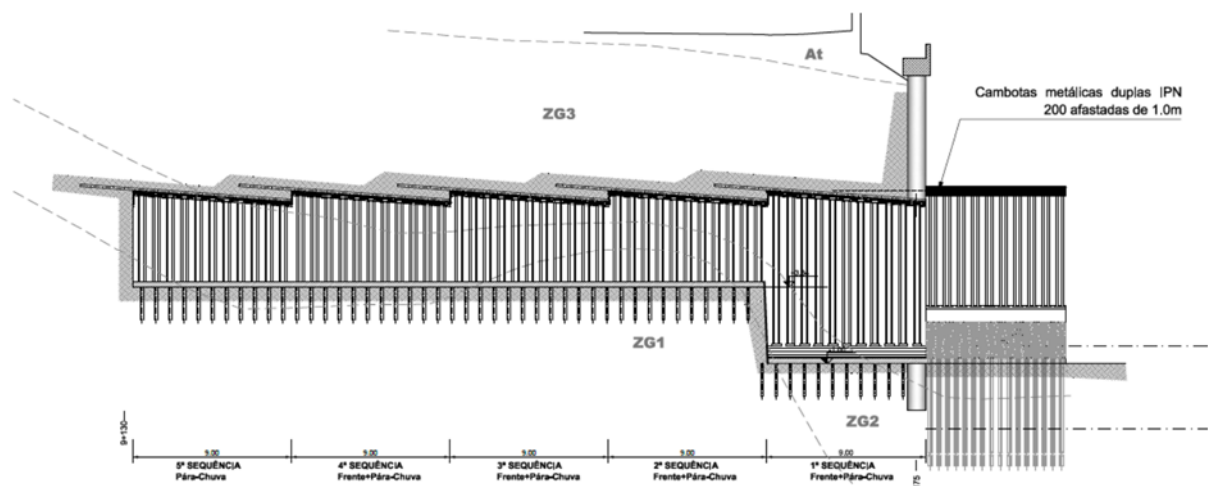 At
Cambotas metálicas duplas IPN
200 afastadas de 1.0m
ZG3
ZG1
ZG2
9+130
9.00
9.00
9.00
9.00
9.00
5ª SEQUÊNCIA
Pára-Chuva
4ª SEQUÊNCIA
Frente+Pára-Chuva
3ª SEQUÊNCIA
Frente+Pára-Chuva
2ª SEQUÊNCIA
Frente+Pára-Chuva
1ª SEQUÊNCIA
Frente+Pára-Chuva
75